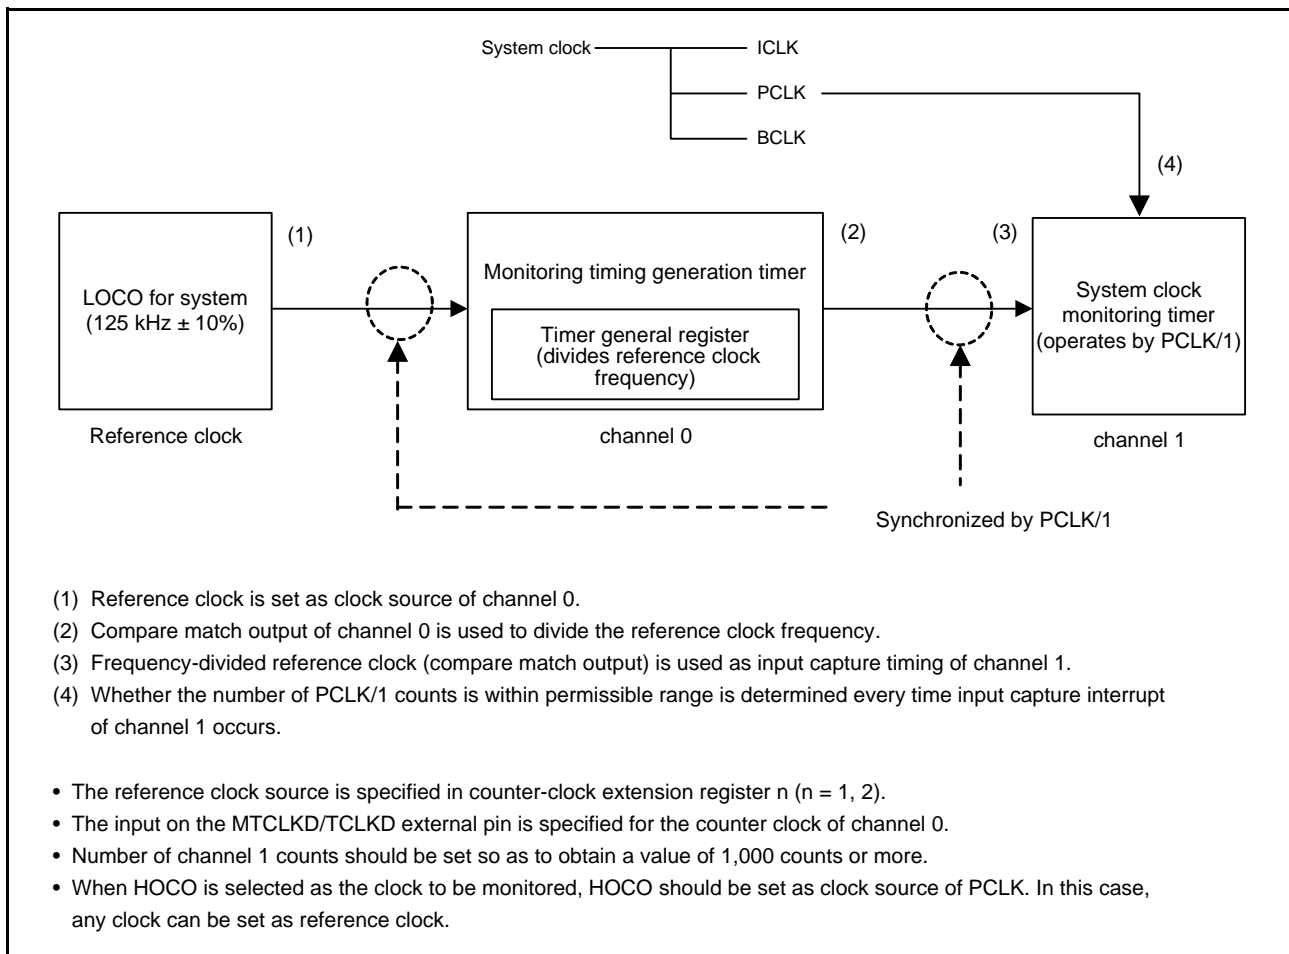 System clock
ICLK
PCLK
BCLK
(4)
(1)
(2)
(3)
LOCO for system
(125 kHz ± 10%)
Reference clock
Monitoring timing generation timer
Timer general register
(divides reference clock
frequency)
channel 0
System clock
monitoring timer
(operates by PCLK/1)
channel 1
Synchronized by PCLK/1
(1) Reference clock is set as clock source of channel 0.
(2) Compare match output of channel 0 is used to divide the reference clock frequency.
(3) Frequency-divided reference clock (compare match output) is used as input capture timing of channel 1.
(4) Whether the number of PCLK/1 counts is within permissible range is determined every time input capture interrupt
of channel 1 occurs.
• The reference clock source is specified in counter-clock extension register n (n = 1, 2).
• The input on the MTCLKD/TCLKD external pin is specified for the counter clock of channel 0.
• Number of channel 1 counts should be set so as to obtain a value of 1,000 counts or more.
• When HOCO is selected as the clock to be monitored, HOCO should be set as clock source of PCLK. In this case,
any clock can be set as reference clock.